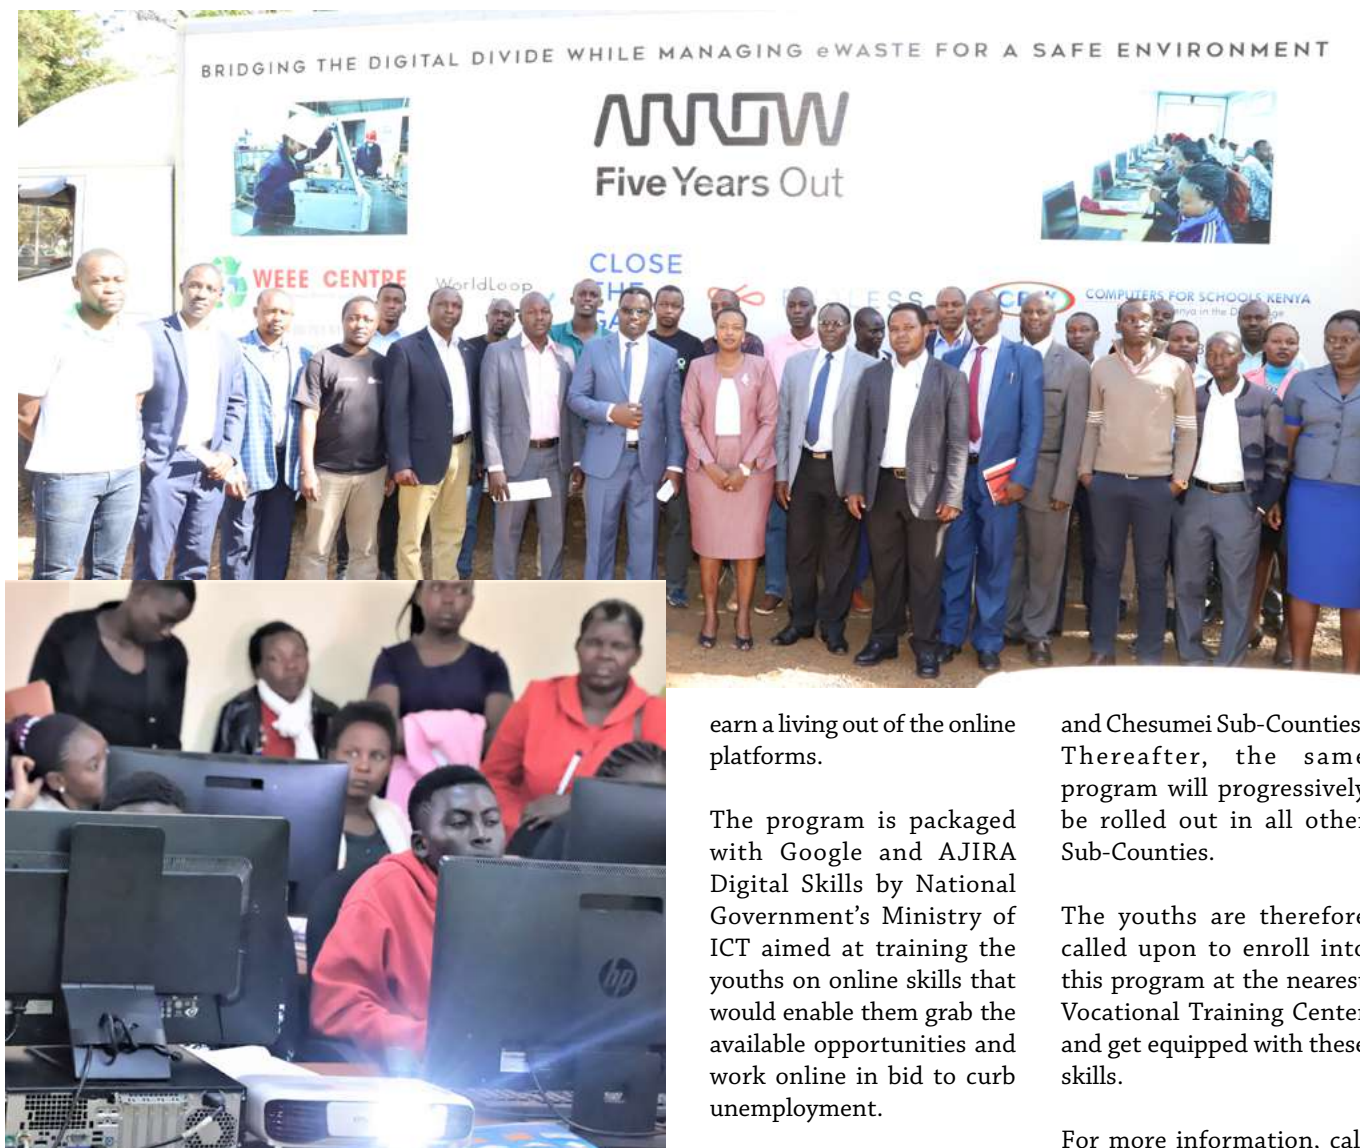 BRIDGING THE DIGITAL DIVIDE WHILE MANAGING eWASTE FOR A SAFE ENVIRONMENT
ARROW
Five Years Out
WEEE CENTRE
WorldLoop
CLOSE
THE
COMPUTERS FOR SCHOOLS KENYA
hp
earn a living out of the online
platforms.
The program is packaged
with Google and AJIRA
Digital Skills by National
Government’s Ministry of
ICT aimed at training the
youths on online skills that
would enable them grab the
available opportunities and
work online in bid to curb
unemployment.
and Chesumei Sub-Counties
Thereafter, the same
program will progressively
be rolled out in all other
Sub-Counties.
The youths are therefore
called upon to enroll into
this program at the nearest
Vocational Training Center
and get equipped with these
skills.
For more information, call